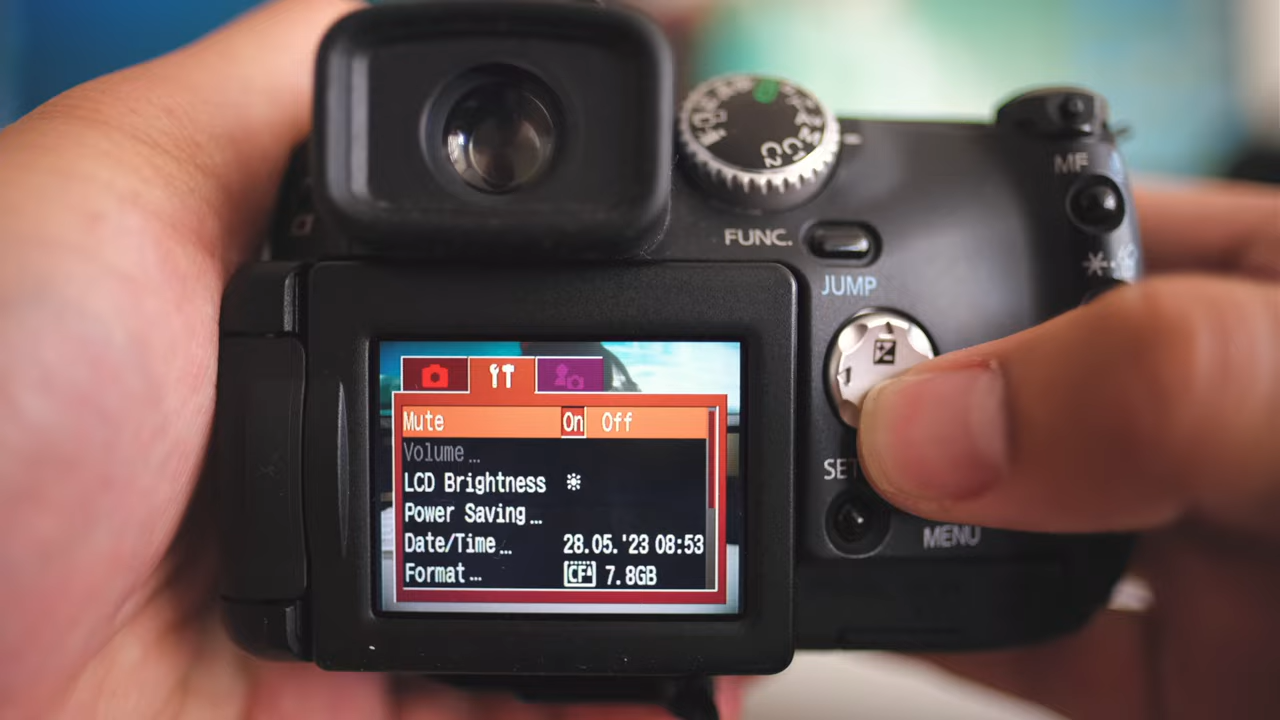 C1
C2
MF
FUNC.
JUMP
Mute On Off
Volume...
LCD Brightness
Power Saving...
Date/Time... 28.05.'23 08:53
Format... CF 7.8GB
SET
MENU